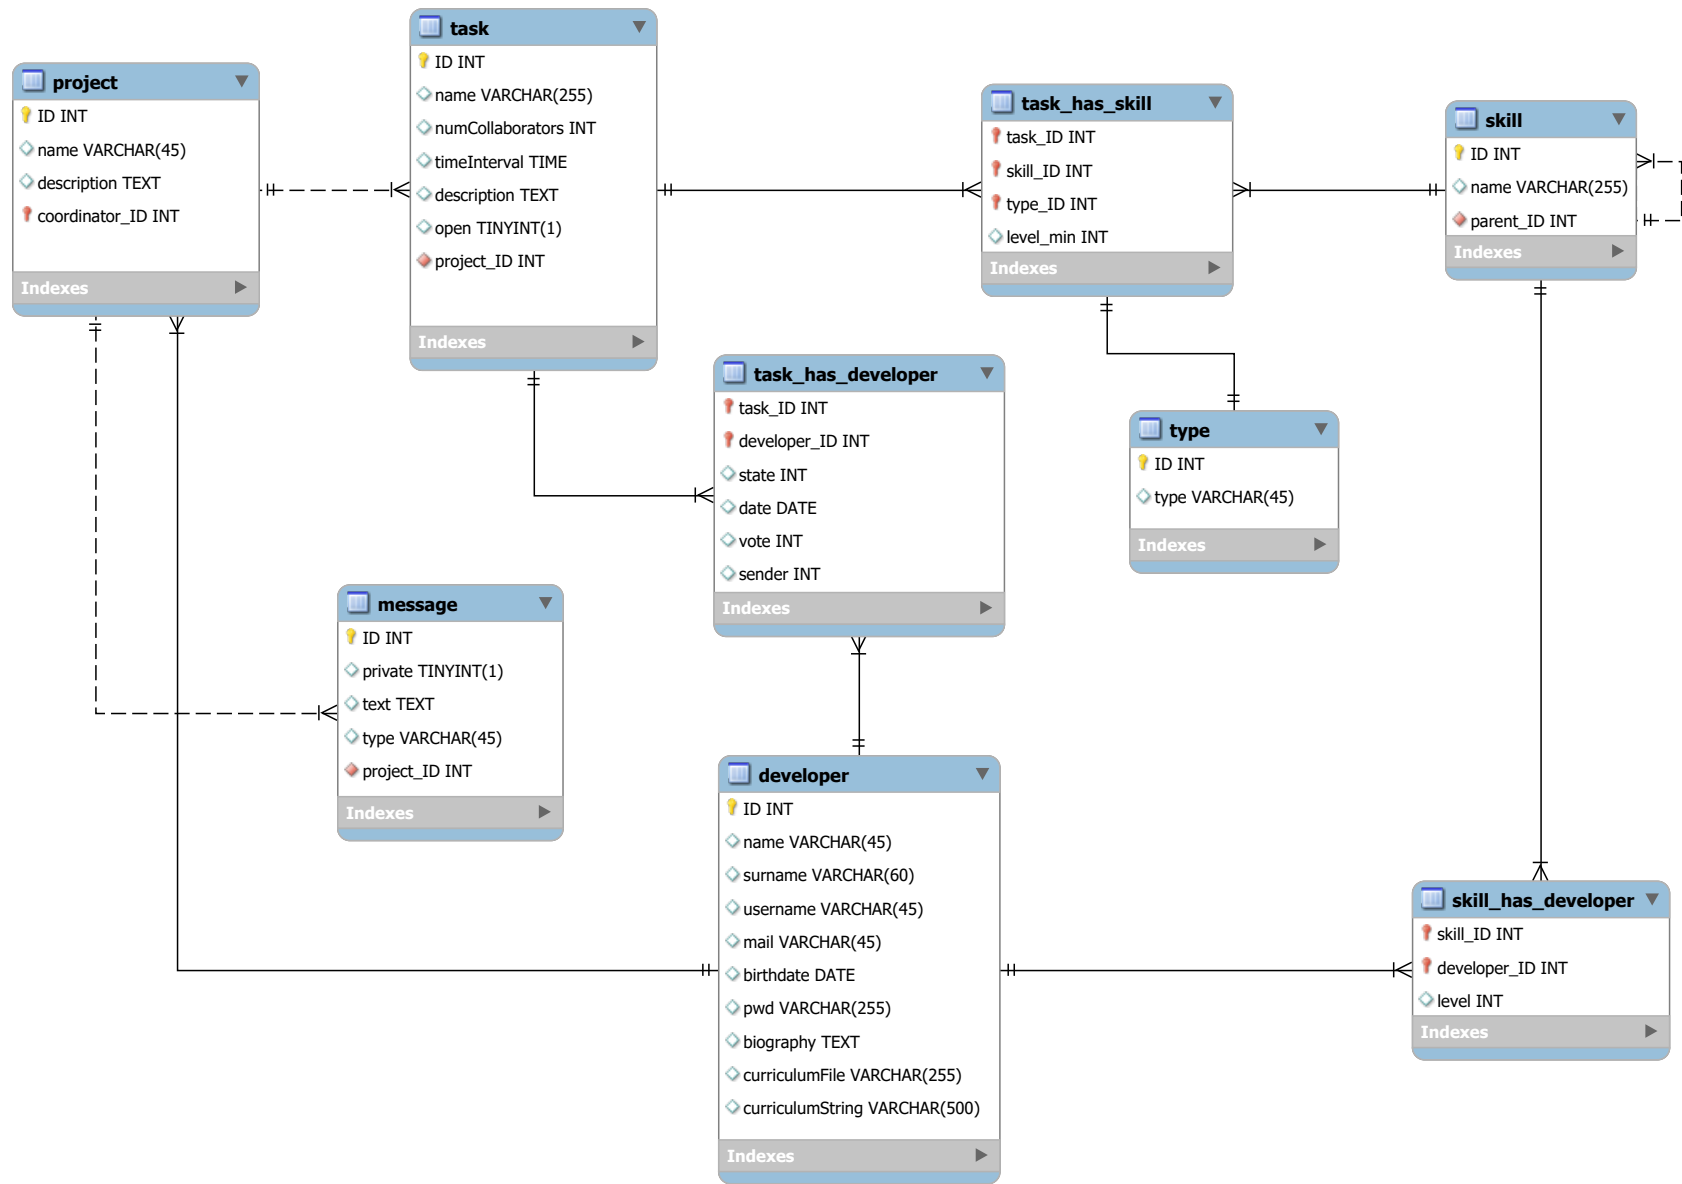 project
ID INT
name VARCHAR(45)
description TEXT
coordinator_ID INT
Indexes
task
ID INT
name VARCHAR(255)
numCollaborators INT
timeInterval TIME
description TEXT
open TINYINT(1)
project_ID INT
Indexes
task_has_skill
task_ID INT
skill_ID INT
type_ID INT
level_min INT
Indexes
skill
ID INT
name VARCHAR(255)
parent_ID INT
Indexes
task_has_developer
task_ID INT
developer_ID INT
state INT
date DATE
vote INT
sender INT
Indexes
type
ID INT
type VARCHAR(45)
Indexes
message
ID INT
private TINYINT(1)
text TEXT
type VARCHAR(45)
project_ID INT
Indexes
developer
ID INT
name VARCHAR(45)
surname VARCHAR(60)
username VARCHAR(45)
mail VARCHAR(45)
birthdate DATE
pwd VARCHAR(255)
biography TEXT
curriculumFile VARCHAR(255)
curriculumString VARCHAR(500)
Indexes
skill_has_developer
skill_ID INT
developer_ID INT
level INT
Indexes